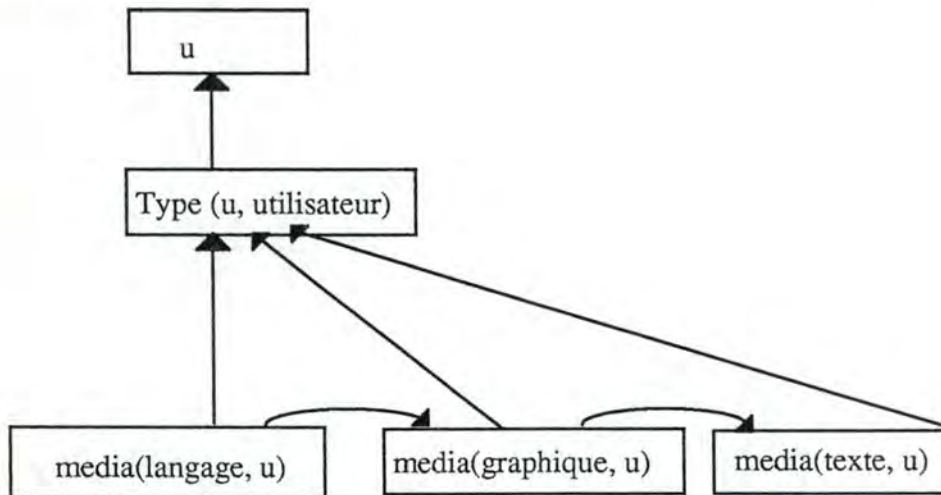 u
Type (u, utilisateur)
media(langage, u)
media(graphique, u)
media(texte, u)